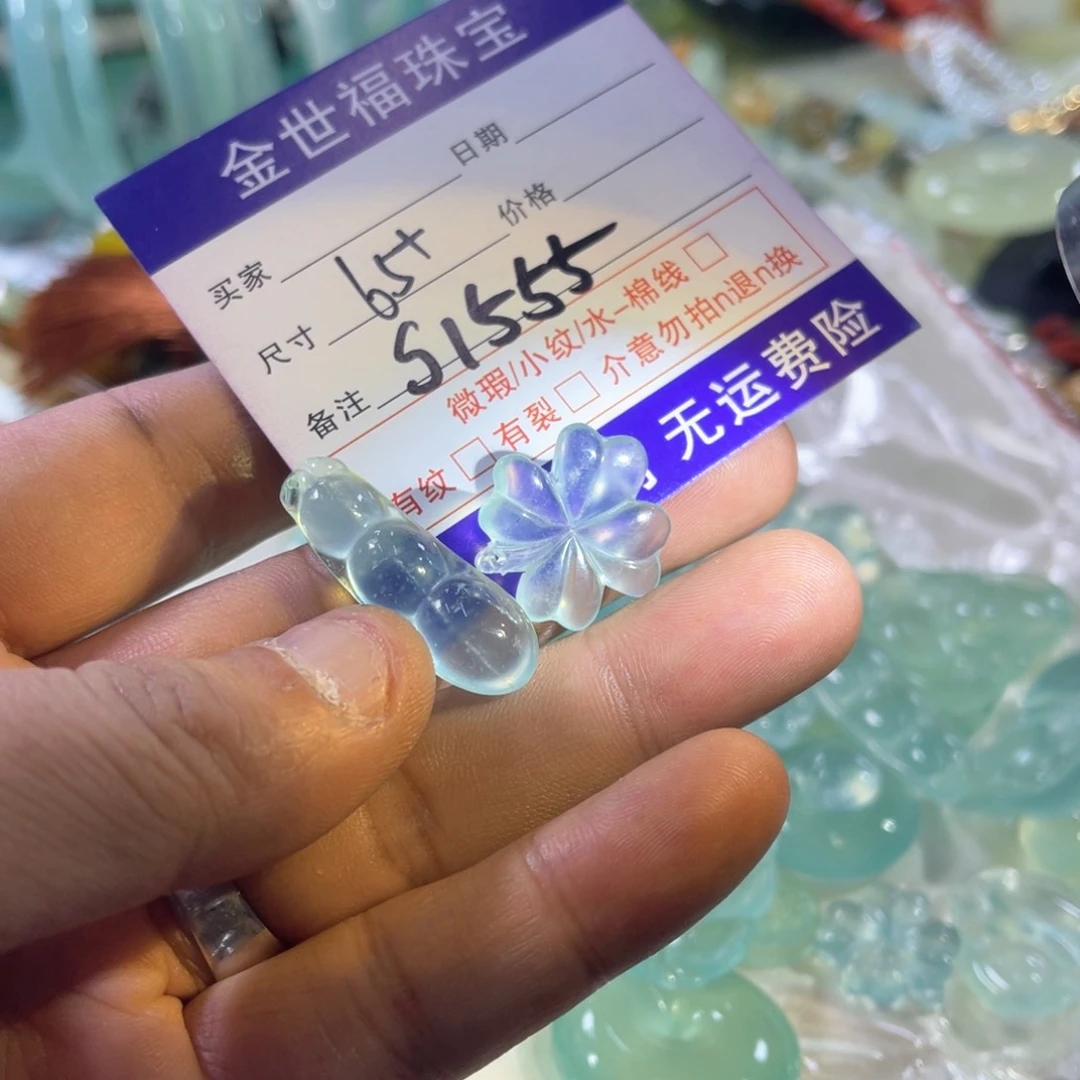 金世福珠宝
买家 日期
尺寸 65+ 价格
备注 S1555
微瑕/小纹/水-棉线
有纹 有裂 介意勿拍n退n换
无运费险